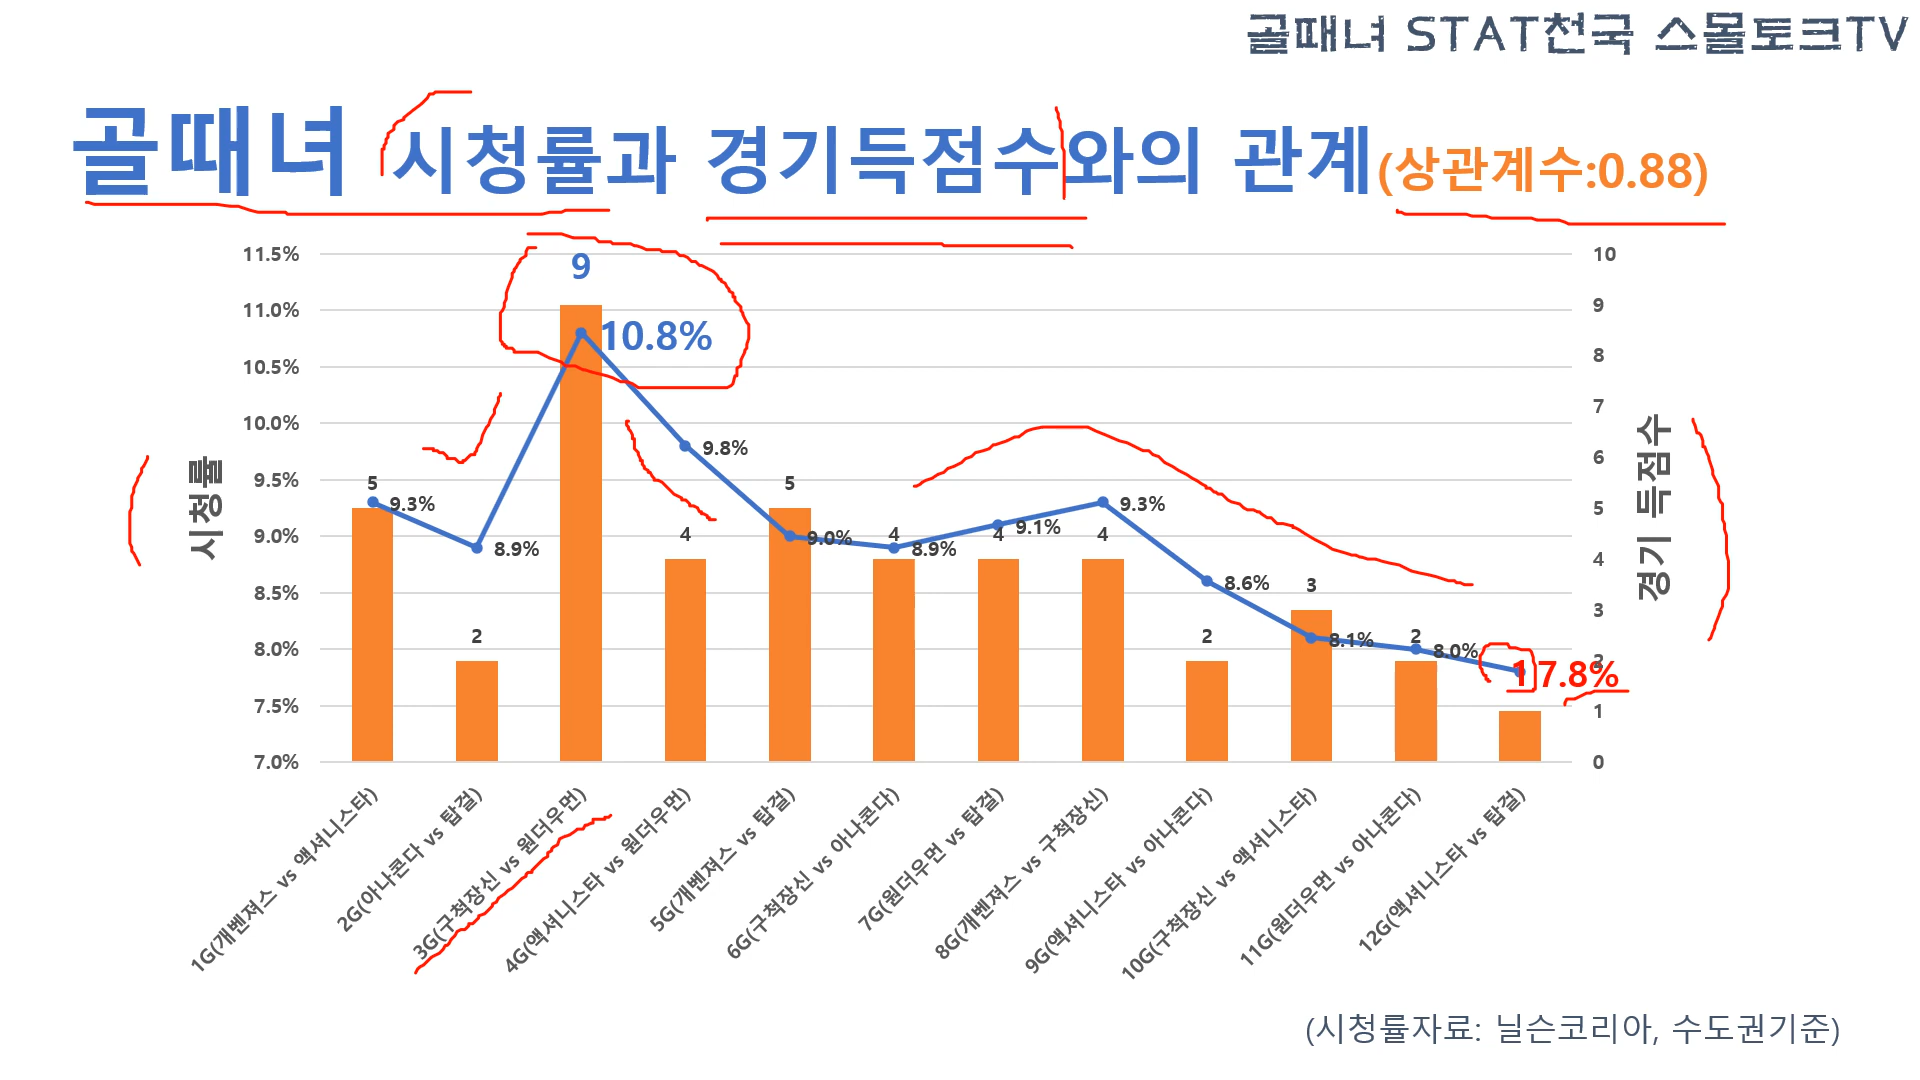 골때녀 STAT천국 스몰토크TV
골때녀 시청률과 경기득점수와의 관계(상관계수:0.88)
11.5%
11.0%
10.5%
10.0%
9.5%
9.0%
8.5%
8.0%
7.5%
7.0%
시청률
10
9
8
7
6
5
4
3
2
1
0
경기 득점수
5
9.3%
2
8.9%
9
10.8%
4
9.8%
5
9.0%
4
8.9%
4
9.1%
4
9.3%
2
8.6%
3
8.1%
2
8.0%
1
7.8%
1G(개벤져스 vs 액셔니스타)
2G(아나콘다 vs 탑걸)
3G(구척장신 vs 원더우먼)
4G(액셔니스타 vs 원더우먼)
5G(개벤져스 vs 탑걸)
6G(구척장신 vs 아나콘다)
7G(원더우먼 vs 탑걸)
8G(개벤져스 vs 구척장신)
9G(액셔니스타 vs 아나콘다)
10G(구척장신 vs 액셔니스타)
11G(원더우먼 vs 아나콘다)
12G(액셔니스타 vs 탑걸)
(시청률자료: 닐슨코리아, 수도권기준)